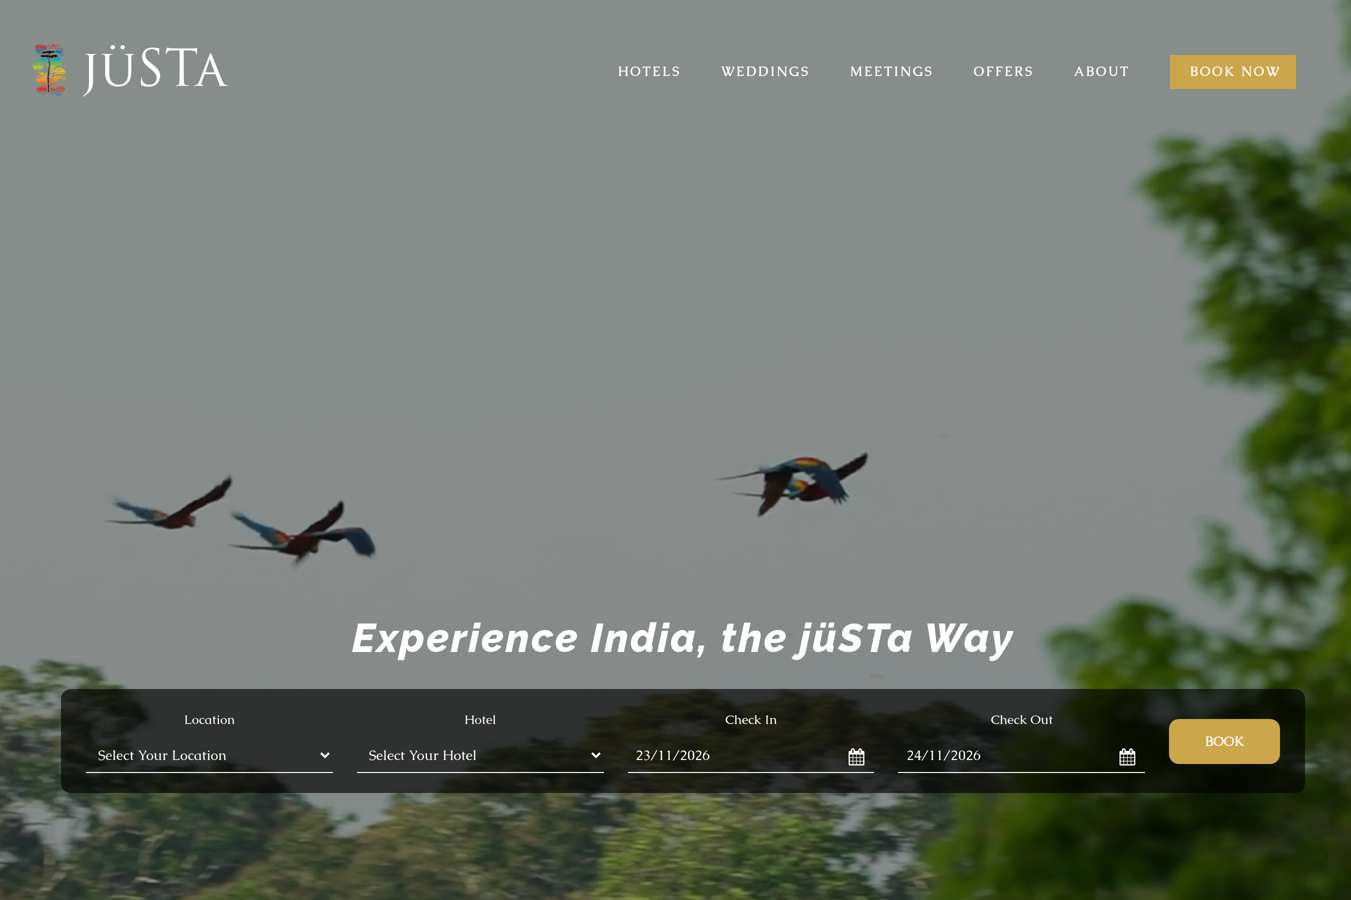 JÜSTA
HOTELS WEDDINGS MEETINGS OFFERS ABOUT BOOK NOW
Experience India, the jüSTa Way
Location Hotel Check In Check Out
Select Your Location Select Your Hotel 23/11/2026 24/11/2026 BOOK